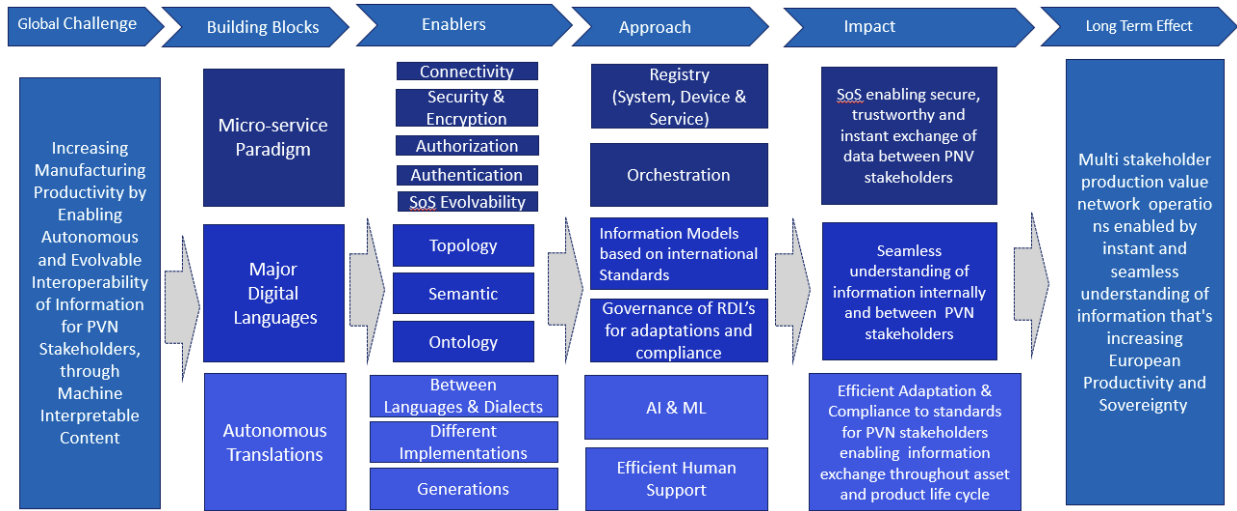 Global Challenge
Building Blocks
Enablers
Approach
Impact
Long Term Effect
Increasing
Manufacturing
Productivity by
Enabling
Autonomous
and Evolvable
Interoperability
of Information
for PVN
Stakeholders,
through
Machine
Interpretable
Content
Micro-service
Paradigm
Major
Digital
Languages
Autonomous
Translations
Connectivity
Security &
Encryption
Authorization
Authentication
SoS Evolvability
Topology
Semantic
Ontology
Between
Languages & Dialects
Different
Implementations
Generations
Registry
(System, Device &
Service)
Orchestration
Information Models
based on international
Standards
Governance of RDL's
for adaptations and
compliance
AI & ML
Efficient Human
Support
SoS enabling secure,
trustworthy and
instant exchange of
data between PNV
stakeholders
Seamless
understanding of
information internally
and between PVN
stakeholders
Efficient Adaptation &
Compliance to standards
for PVN stakeholders
enabling information
exchange throughout asset
and product life cycle
Multi stakeholder
production value
network operatio
ns enabled by
instant and
seamless
understanding of
information that's
increasing
European
Productivity and
Sovereignty